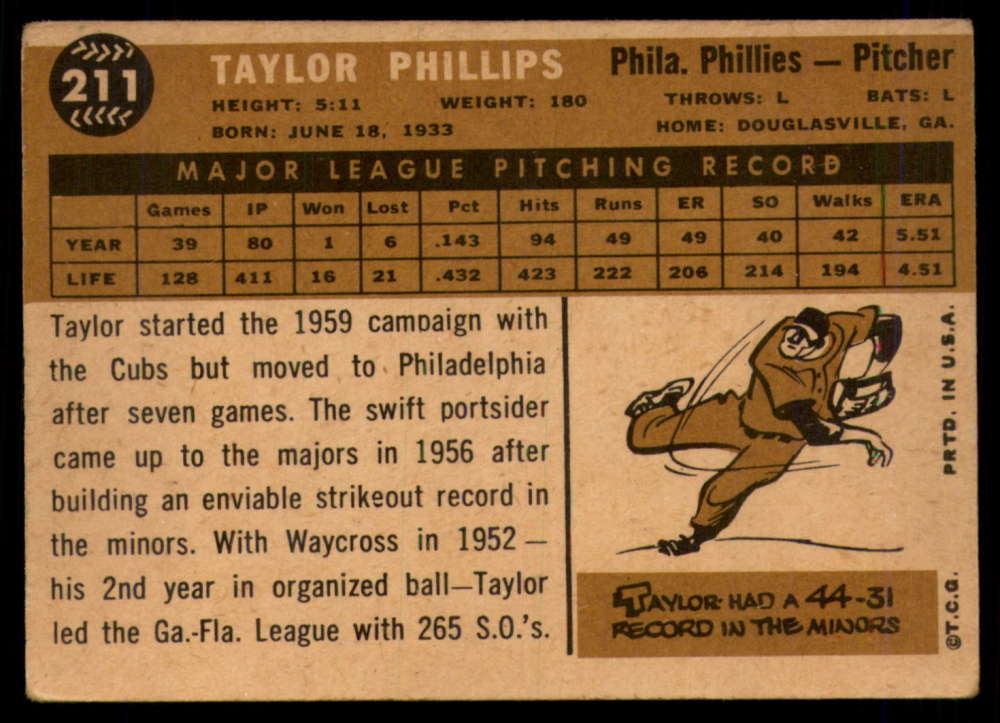 211
TAYLOR PHILLIPS
Phila. Phillies — Pitcher
HEIGHT: 5:11 WEIGHT: 180 THROWS: L BATS: L
BORN: JUNE 18, 1933 HOME: DOUGLASVILLE, GA.
MAJOR LEAGUE PITCHING RECORD
Games IP Won Lost Pct Hits Runs ER SO Walks ERA
YEAR 39 80 1 6 .143 94 49 49 40 42 5.51
LIFE 128 411 16 21 .432 423 222 206 214 194 4.51
Taylor started the 1959 campaign with
the Cubs but moved to Philadelphia
after seven games. The swift portsider
came up to the majors in 1956 after
building an enviable strikeout record in
the minors. With Waycross in 1952 —
his 2nd year in organized ball—Taylor
led the Ga.-Fla. League with 265 S.O.'s.
TAYLOR HAD A 44-31
RECORD IN THE MINORS
PRTD. IN U.S.A.
©T.C.G.